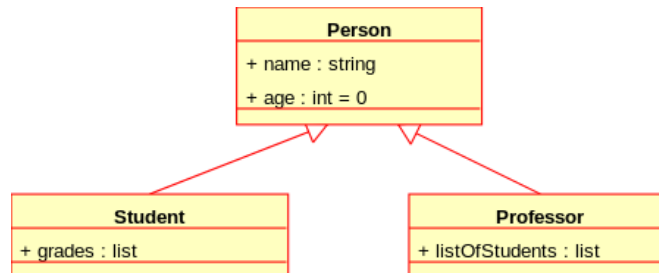 Person
+ name : string
+ age : int = 0
Student
+ grades : list
Professor
+ listOfStudents : list